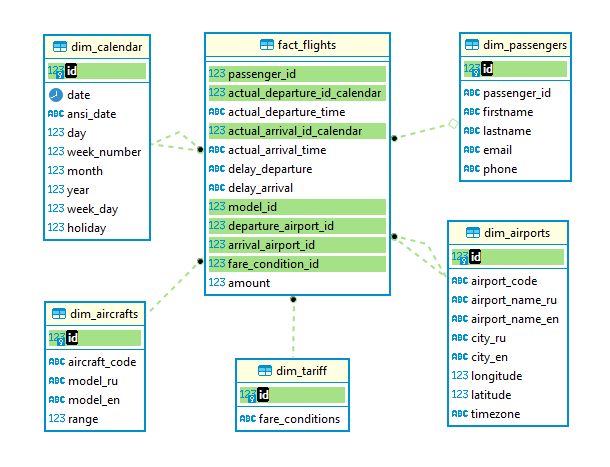 dim_calendar
123 id
date
ABC ansi_date
123 day
123 week_number
123 month
123 year
123 week_day
123 holiday
fact_flights
123 passenger_id
123 actual_departure_id_calendar
ABC actual_departure_time
123 actual_arrival_id_calendar
ABC actual_arrival_time
ABC delay_departure
ABC delay_arrival
123 model_id
123 departure_airport_id
123 arrival_airport_id
123 fare_condition_id
123 amount
dim_passengers
123 id
ABC passenger_id
ABC firstname
ABC lastname
ABC email
ABC phone
dim_airports
123 id
ABC airport_code
ABC airport_name_ru
ABC airport_name_en
ABC city_ru
ABC city_en
123 longitude
123 latitude
ABC timezone
dim_aircrafts
123 id
ABC aircraft_code
ABC model_ru
ABC model_en
123 range
dim_tariff
123 id
ABC fare_conditions